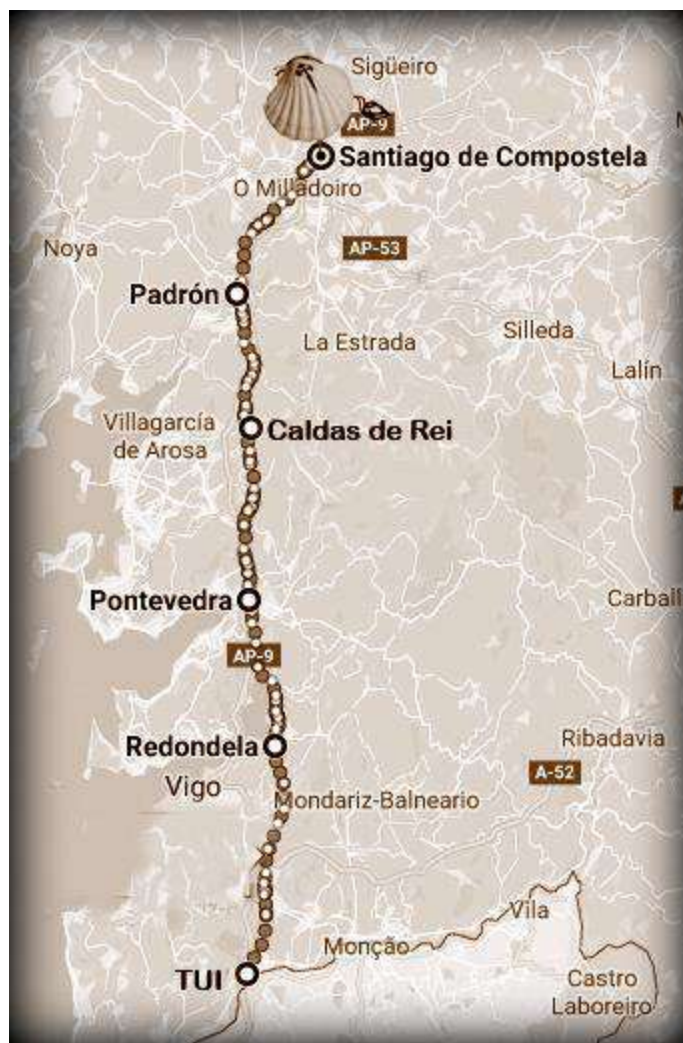 Sigüeiro
AP-9
Santiago de Compostela
O Milladoiro
Noya
AP-53
Padrón
La Estrada
Silleda
Lalín
Villagarcía
de Arosa
Caldas de Rei
Pontevedra
Carball
AP-9
Redondela
Ribadavia
Vigo
A-52
Mondariz-Balneario
Vila
Monção
TUI
Castro
Laboreiro